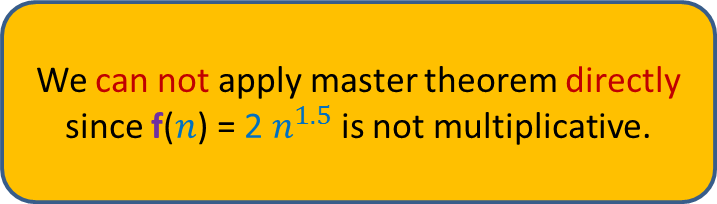 We can not apply master theorem directly
since f(n) = 2 n^1.5 is not multiplicative.